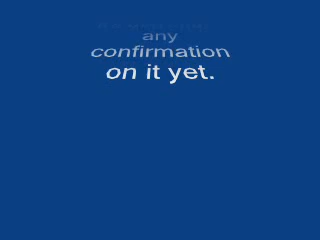 any
confirmation
on it yet.